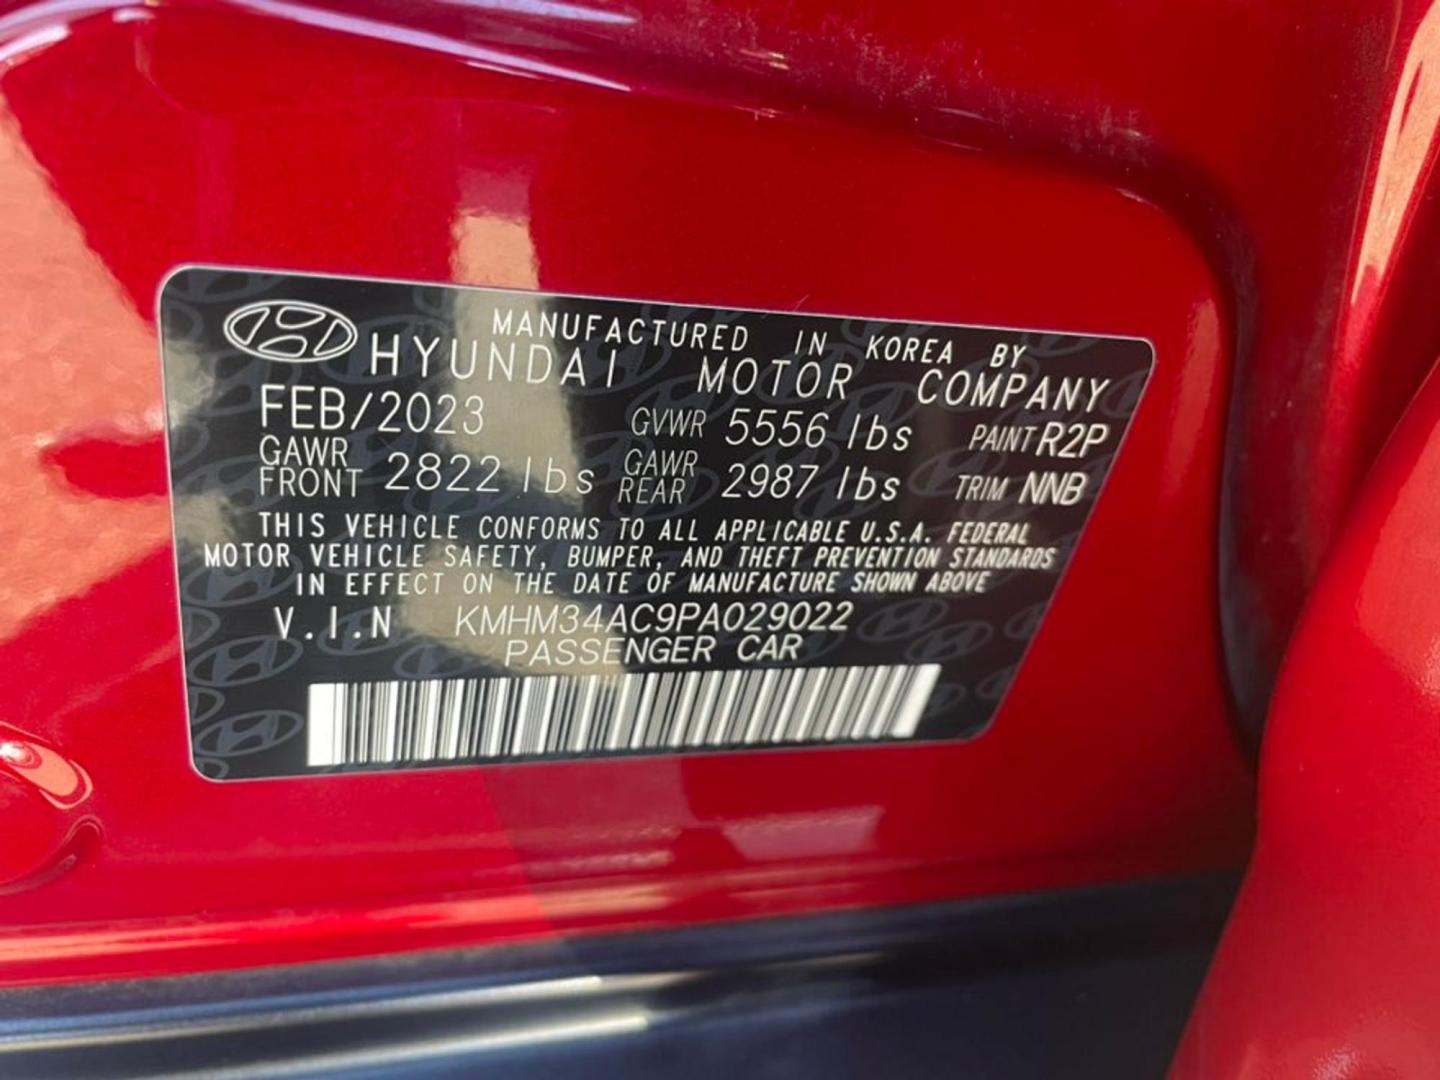 MANUFACTURED IN KOREA BY
HYUNDAI MOTOR COMPANY
FEB/2023 GVWR 5556 lbs PAINT R2P
GAWR FRONT 2822 lbs GAWR REAR 2987 lbs TRIM NNB
THIS VEHICLE CONFORMS TO ALL APPLICABLE U.S.A. FEDERAL
MOTOR VEHICLE SAFETY, BUMPER, AND THEFT PREVENTION STANDARDS
IN EFFECT ON THE DATE OF MANUFACTURE SHOWN ABOVE
V.I.N KMHM34AC9PA029022
PASSENGER CAR